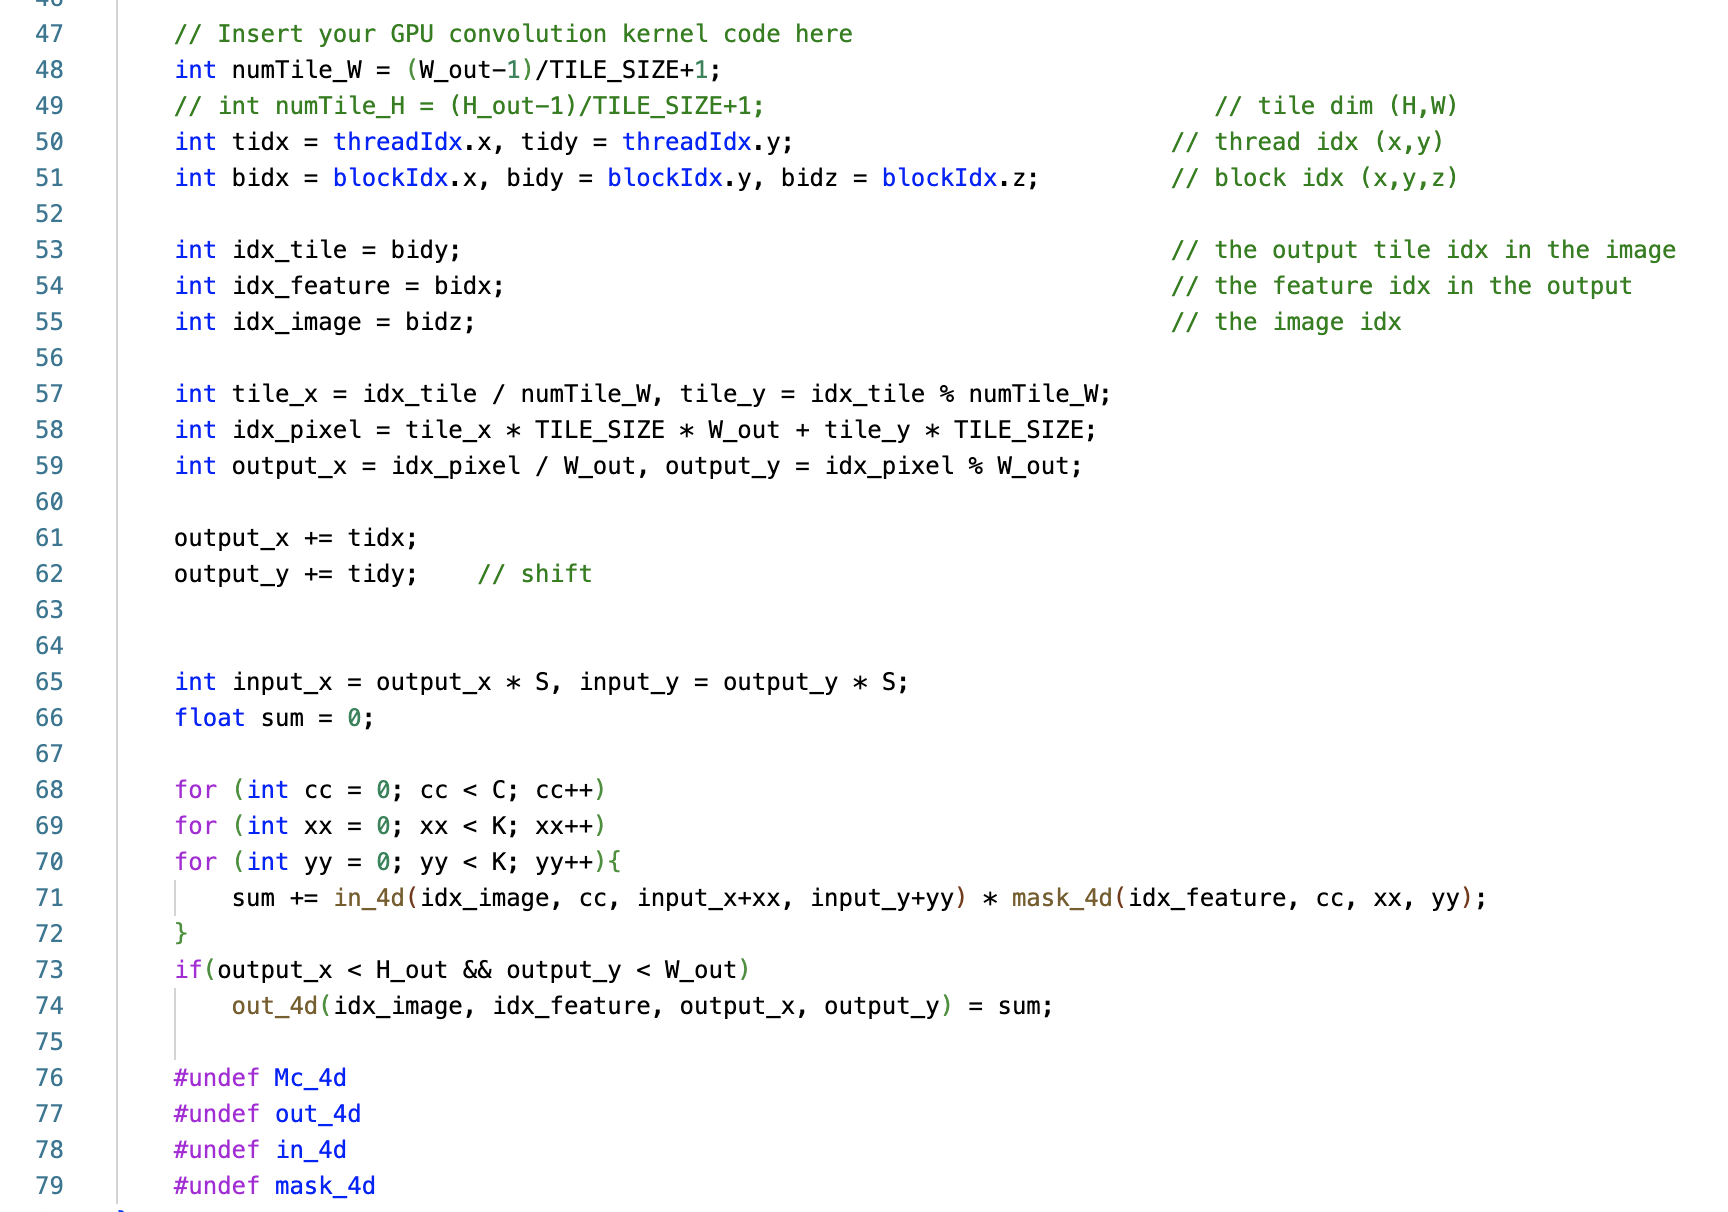 47 // Insert your GPU convolution kernel code here
48 int numTile_W = (W_out-1)/TILE_SIZE+1;
49 // int numTile_H = (H_out-1)/TILE_SIZE+1; // tile dim (H,W)
50 int tidx = threadIdx.x, tidy = threadIdx.y; // thread idx (x,y)
51 int bidx = blockIdx.x, bidy = blockIdx.y, bidz = blockIdx.z; // block idx (x,y,z)
52
53 int idx_tile = bidy; // the output tile idx in the image
54 int idx_feature = bidx; // the feature idx in the output
55 int idx_image = bidz; // the image idx
56
57 int tile_x = idx_tile / numTile_W, tile_y = idx_tile % numTile_W;
58 int idx_pixel = tile_x * TILE_SIZE * W_out + tile_y * TILE_SIZE;
59 int output_x = idx_pixel / W_out, output_y = idx_pixel % W_out;
60
61 output_x += tidx;
62 output_y += tidy; // shift
63
64
65 int input_x = output_x * S, input_y = output_y * S;
66 float sum = 0;
67
68 for (int cc = 0; cc < C; cc++)
69 for (int xx = 0; xx < K; xx++)
70 for (int yy = 0; yy < K; yy++){
71 sum += in_4d(idx_image, cc, input_x+xx, input_y+yy) * mask_4d(idx_feature, cc, xx, yy);
72 }
73 if(output_x < H_out && output_y < W_out)
74 out_4d(idx_image, idx_feature, output_x, output_y) = sum;
75
76 #undef Mc_4d
77 #undef out_4d
78 #undef in_4d
79 #undef mask_4d